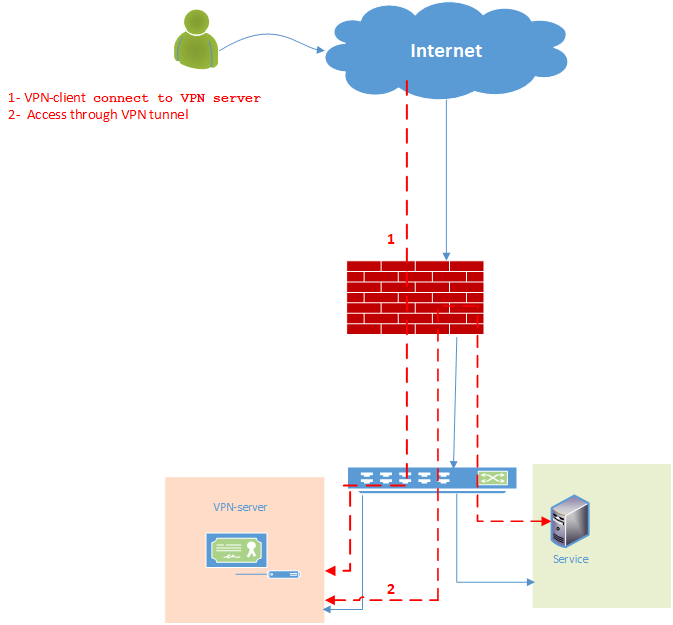 Internet
1- VPN-client connect to VPN server
2- Access through VPN tunnel
1
VPN-server
Service
2